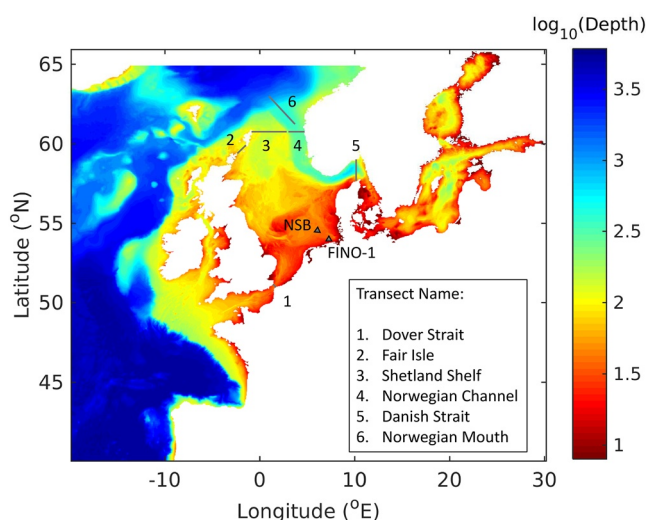 log10(Depth)
65
60
55
50
45
Latitude (oN)
-10
0
10
20
30
Longitude (oE)
6
2
3
4
5
NSB
FINO-1
1
Transect Name:
1. Dover Strait
2. Fair Isle
3. Shetland Shelf
4. Norwegian Channel
5. Danish Strait
6. Norwegian Mouth
3.5
3
2.5
2
1.5
1